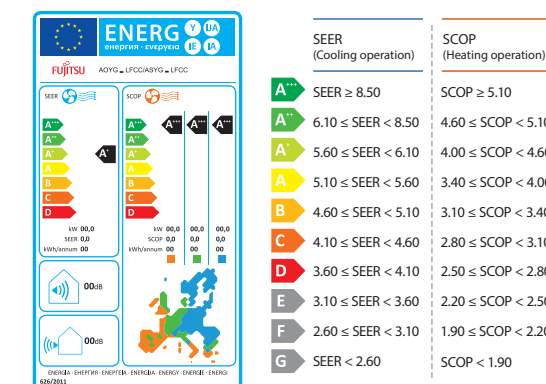 ENERG Y IJA
енергия · ενεργεια IE IA
FUJITSU AOYG LFCC/ASYG LFCC
SEER SCOP
A+++ A+++ A+++ A+++ A+++
A++ A++
A+ A+ A+
A A
B B
C C
D D
kW 00,0 kW 00,0 00,0 00,0
SEER 0,0 SCOP 0,0 0,0 0,0
kWh/annum 00 kWh/annum 00 00 00
00dB
00dB
ENERGIA · ЕНЕРГИЯ · ΕΝΕΡΓΕΙΑ · ENERGIJA · ENERGY · ENERGIE · ENERGI
626/2011
SEER SCOP
(Cooling operation) (Heating operation)
A+++ SEER ≥ 8.50 SCOP ≥ 5.10
A++ 6.10 ≤ SEER < 8.50 4.60 ≤ SCOP < 5.10
A+ 5.60 ≤ SEER < 6.10 4.00 ≤ SCOP < 4.60
A 5.10 ≤ SEER < 5.60 3.40 ≤ SCOP < 4.00
B 4.60 ≤ SEER < 5.10 3.10 ≤ SCOP < 3.40
C 4.10 ≤ SEER < 4.60 2.80 ≤ SCOP < 3.10
D 3.60 ≤ SEER < 4.10 2.50 ≤ SCOP < 2.80
E 3.10 ≤ SEER < 3.60 2.20 ≤ SCOP < 2.50
F 2.60 ≤ SEER < 3.10 1.90 ≤ SCOP < 2.20
G SEER < 2.60 SCOP < 1.90